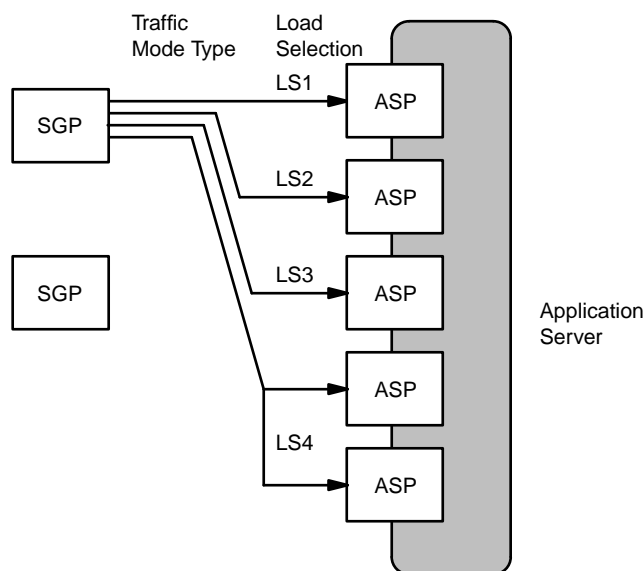 Traffic
Mode Type
Load
Selection
LS1
ASP
SGP
LS2
ASP
SGP
LS3
ASP
Application
Server
ASP
LS4
ASP